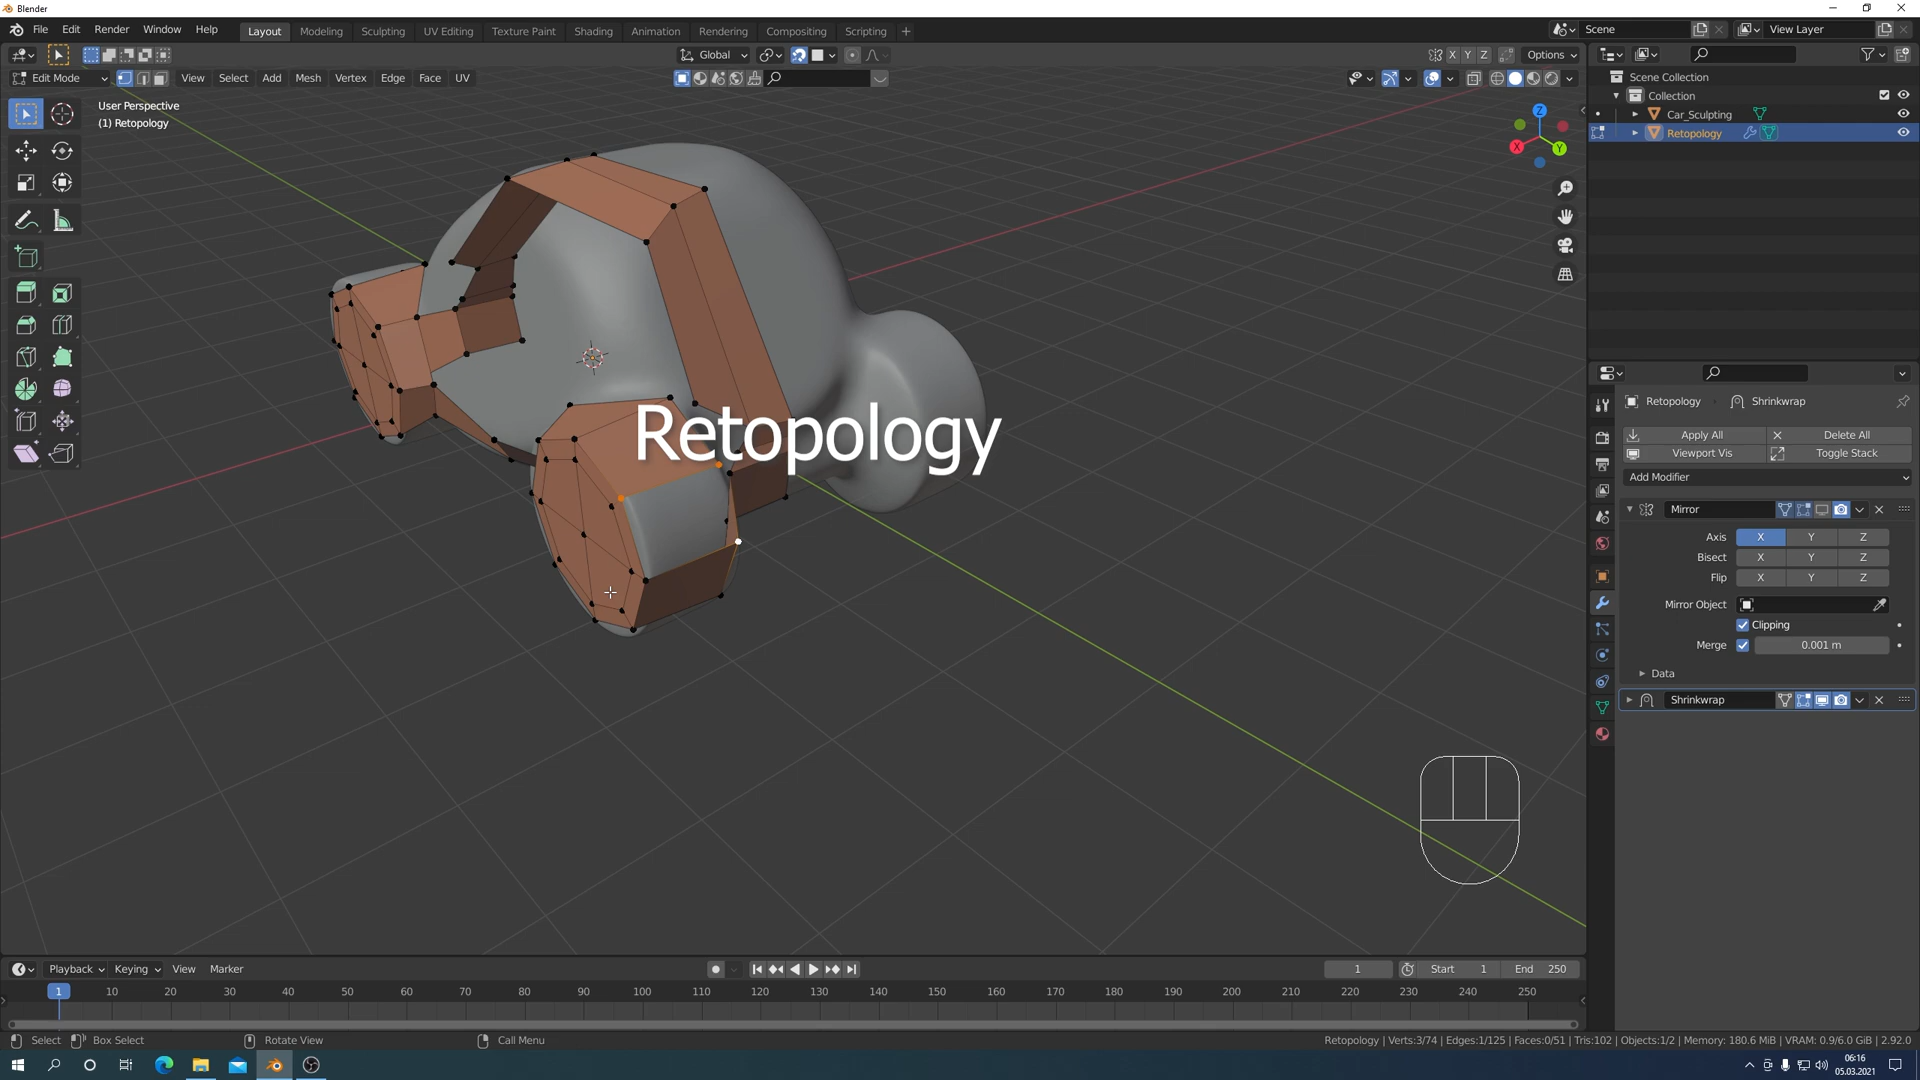 Blender
File Edit Render Window Help Layout Modeling Sculpting UV Editing Texture Paint Shading Animation Rendering Compositing Scripting + Scene View Layer
Global X Y Z Options
Edit Mode View Select Add Mesh Vertex Edge Face UV
User Perspective
(1) Retopology
Z
X Y
Scene Collection
Collection
Car_Sculpting
Retopology
Retopology
Retopology Shrinkwrap
Apply All Delete All
Viewport Vis Toggle Stack
Add Modifier
Mirror
Axis X Y Z
Bisect X Y Z
Flip X Y Z
Mirror Object
Clipping
Merge 0.001 m
Data
Shrinkwrap
Playback Keying View Marker 1 Start 1 End 250
1 10 20 30 40 50 60 70 80 90 100 110 120 130 140 150 160 170 180 190 200 210 220 230 240 250
Select Box Select Rotate View Call Menu Retopology | Verts:3/74 | Edges:1/125 | Faces:0/51 | Tris:102 | Objects:1/2 | Memory: 180.6 MiB | VRAM: 0.9/6.0 GiB | 2.92.0
06:16
05.03.2021